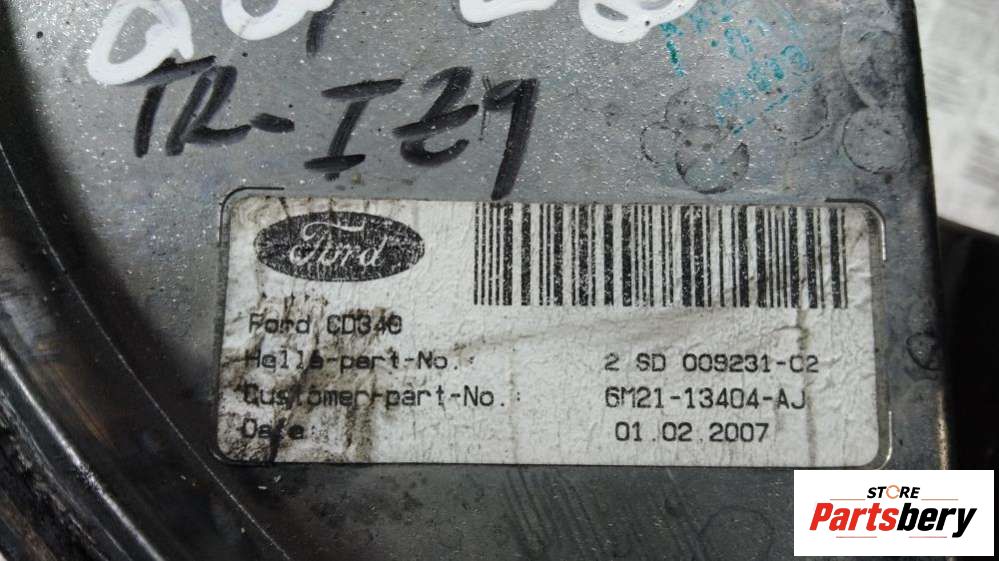 TR-I29
Ford
Ford CD340
Hella-part-No.: 2 SD 009231-02
Customer-part-No.: 6M21-13404-AJ
Date: 01.02.2007
STORE
Partsbery